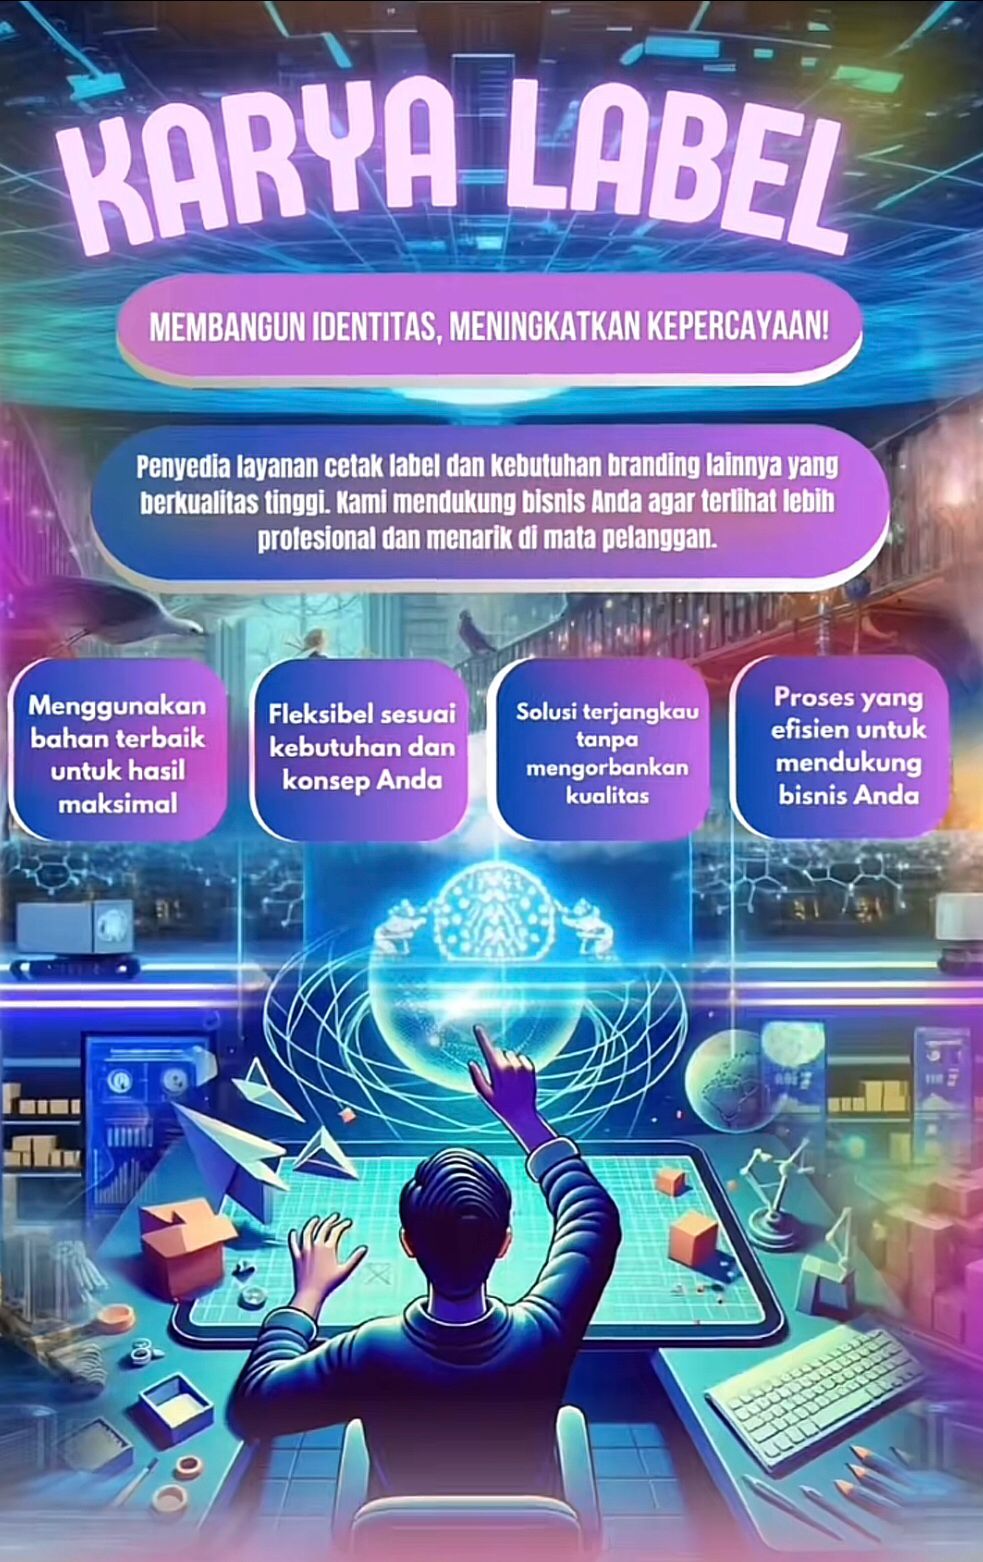 KARYA LABEL
MEMBANGUN IDENTITAS, MENINGKATKAN KEPERCAYAAN!
Penyedia layanan cetak label dan kebutuhan branding lainnya yang
berkualitas tinggi. Kami mendukung bisnis Anda agar terlihat lebih
profesional dan menarik di mata pelanggan.
Menggunakan
bahan terbaik
untuk hasil
maksimal
Fleksibel sesuai
kebutuhan dan
konsep Anda
Solusi terjangkau
tanpa
mengorbankan
kualitas
Proses yang
efisien untuk
mendukung
bisnis Anda